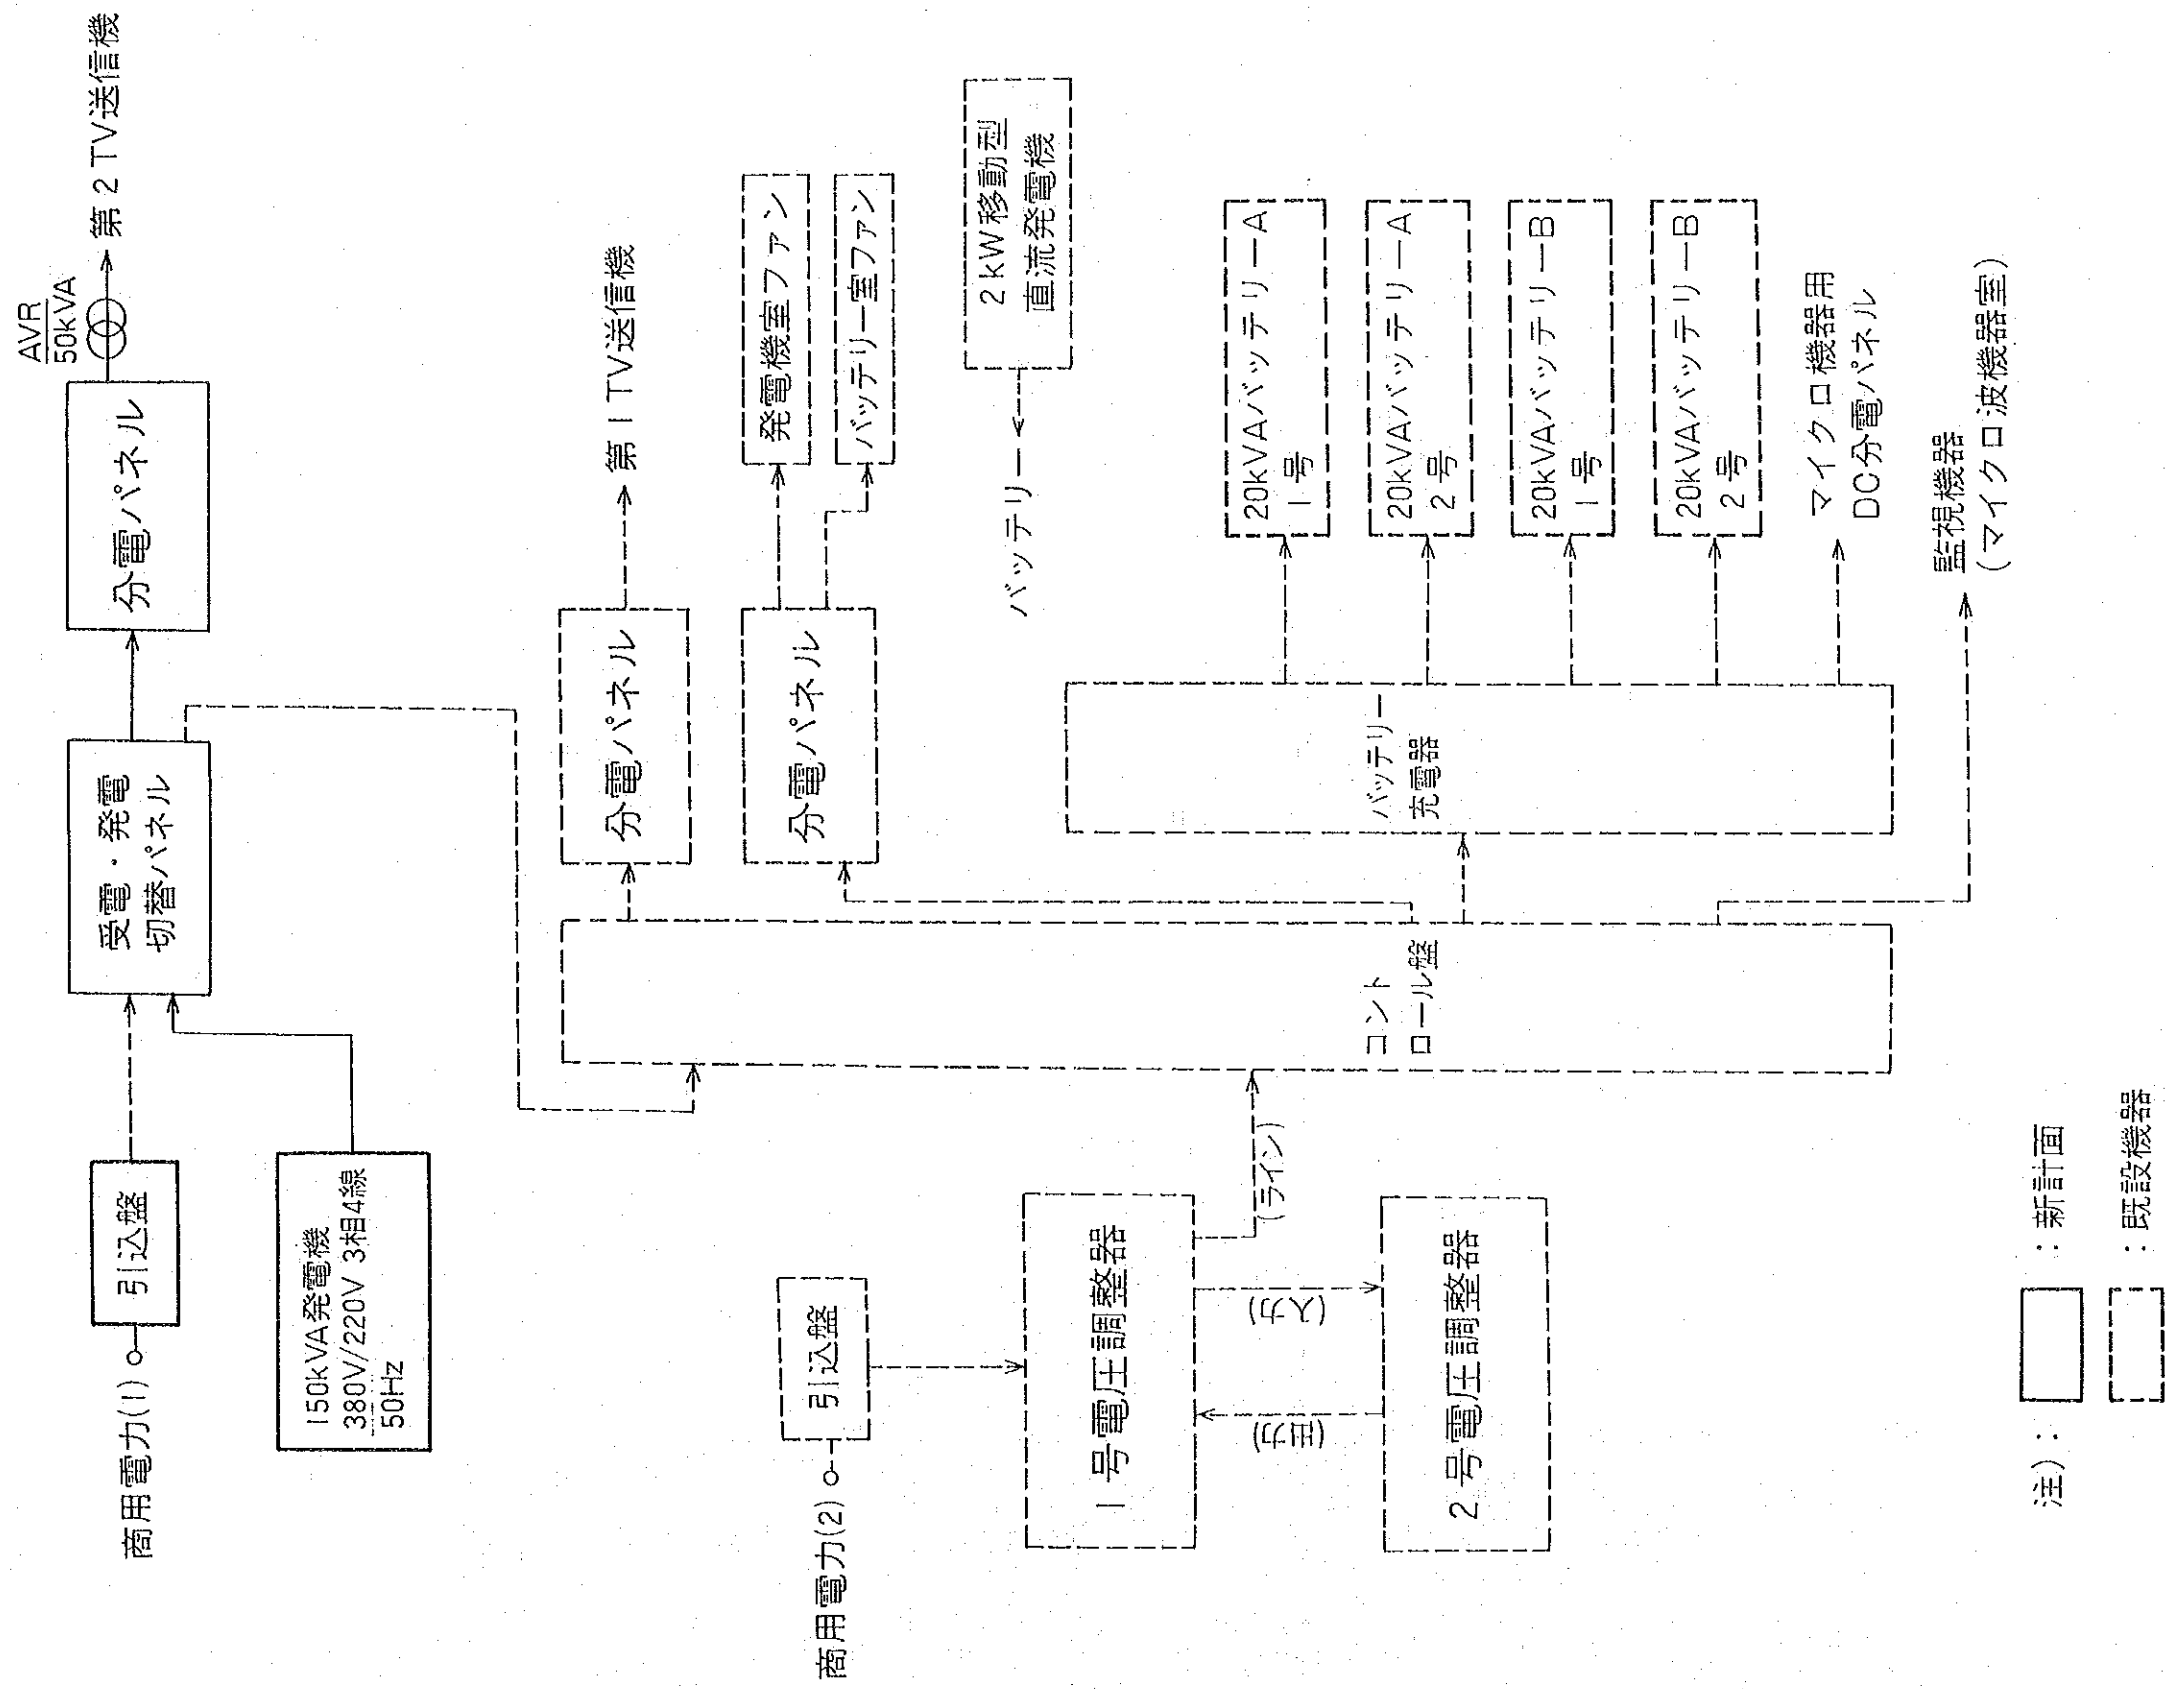 商用電力(1)
引込盤
150kVA発電機
380V/220V 3相4線
50Hz
受電・発電
切替パネル
分電パネル
AVR
50kVA
第2TV送信機
商用電力(2)
引込盤
1号電圧調整器
(入力)
(出力)
2号電圧調整器
(ライン)
コント
ロール盤
分電パネル
第1TV送信機
分電パネル
発電機室ファン
バッテリー室ファン
バッテリー
2kW移動型
直流発電機
バッテリー
充電器
20kVAバッテリーA
1号
20kVAバッテリーA
2号
20kVAバッテリーB
1号
20kVAバッテリーB
2号
マイクロ機器用
DC分電パネル
監視機器
(マイクロ波機器室)
注):
:新計画
:既設機器